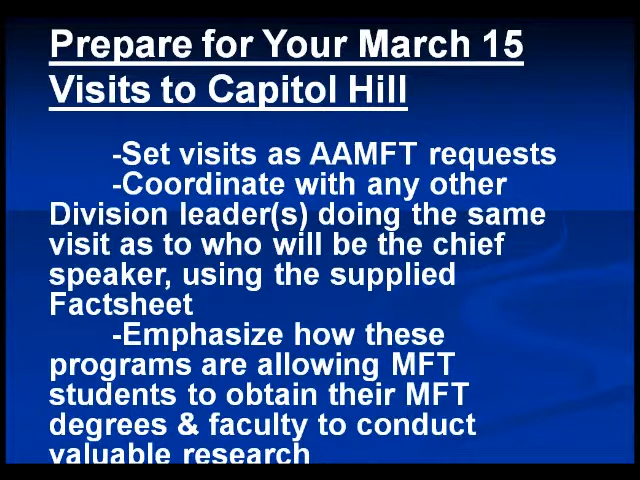 Prepare for Your March 15
Visits to Capitol Hill
-Set visits as AAMFT requests
-Coordinate with any other
Division leader(s) doing the same
visit as to who will be the chief
speaker, using the supplied
Factsheet
-Emphasize how these
programs are allowing MFT
students to obtain their MFT
degrees & faculty to conduct
valuable research